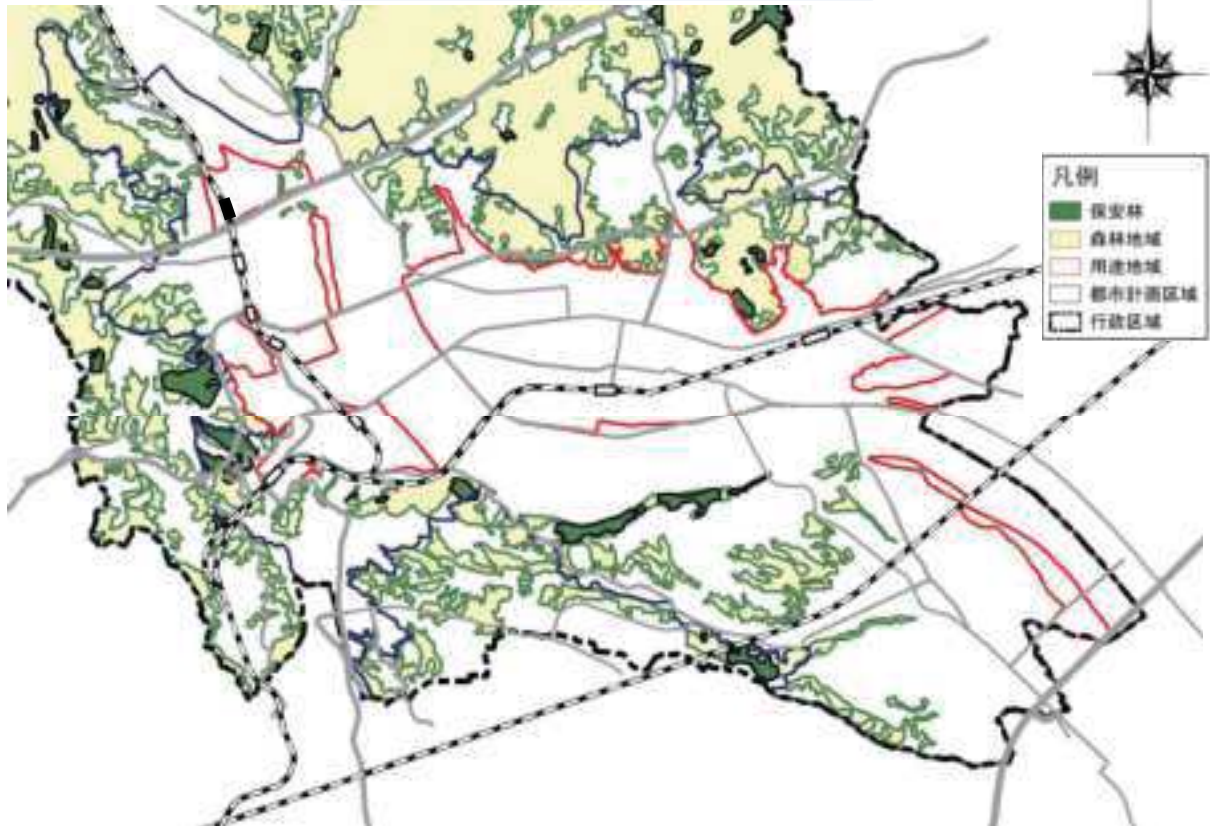 凡例
保安林
森林地域
用途地域
都市計画区域
行政区域